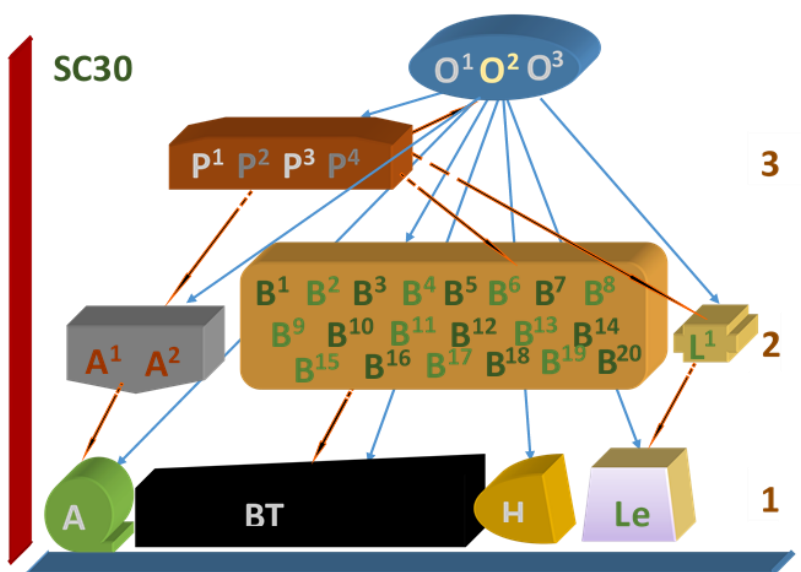 SC30
O¹ O² O³
P¹ P² P³ P⁴
3
B¹ B² B³ B⁴ B⁵ B⁶ B⁷ B⁸
B⁹ B¹⁰ B¹¹ B¹² B¹³ B¹⁴
B¹⁵ B¹⁶ B¹⁷ B¹⁸ B¹⁹ B²⁰
A¹ A²
L¹
2
A
BT
H
Le
1